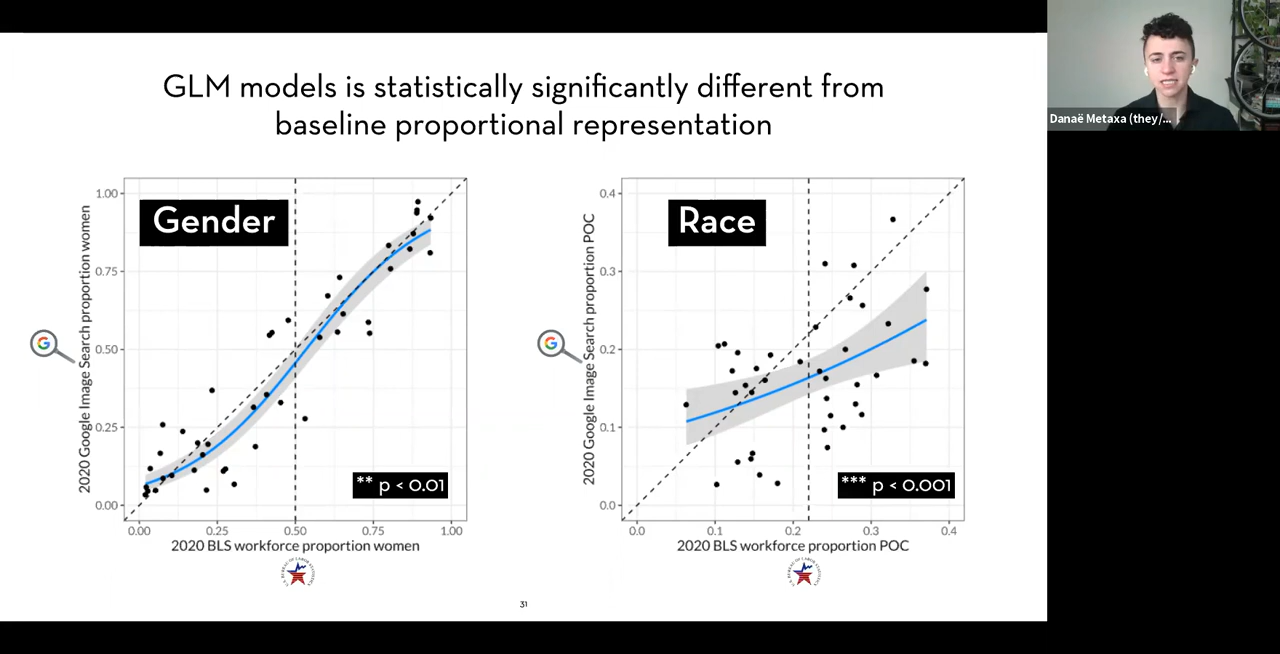 GLM models is statistically significantly different from
baseline proportional representation
Danaë Metaxa (they/...
Gender
2020 Google Image Search proportion women
1.00
0.75
0.50
0.25
0.00
** p < 0.01
0.00 0.25 0.50 0.75 1.00
2020 BLS workforce proportion women
Race
2020 Google Image Search proportion POC
0.4
0.3
0.2
0.1
0.0
*** p < 0.001
0.0 0.1 0.2 0.3 0.4
2020 BLS workforce proportion POC
G
G
31